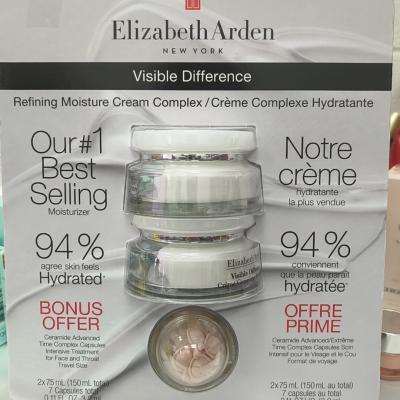 Elizabeth Arden
NEW YORK
Visible Difference
Refining Moisture Cream Complex / Crème Complexe Hydratante
Our #1
Best
Selling
Moisturizer
94%
agree skin feels
Hydrated*
BONUS
OFFER
Ceramide Advanced
Time Complex Capsules
Intensive Treatment
for Face and Throat
Travel Size
2x75 mL (150 mL total)
7 Capsules total
Notre
crème
hydratante
la plus vendue
94%
conviennent
que la peau paraît
hydratée*
OFFRE
PRIME
Ceramide Advanced/Extrême
Time Complex Capsules Soin
Intensif pour le Visage et le Cou
Format de voyage
2x75 mL (150 mL au total)
7 capsules au total
Elizabeth
Visible Diffe